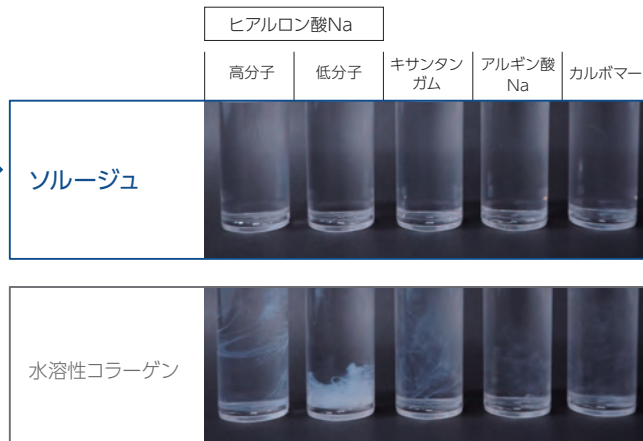 ヒアルロン酸Na
高分子
低分子
キサンタン
ガム
アルギン酸
Na
カルボマー
ソルージュ
水溶性コラーゲン